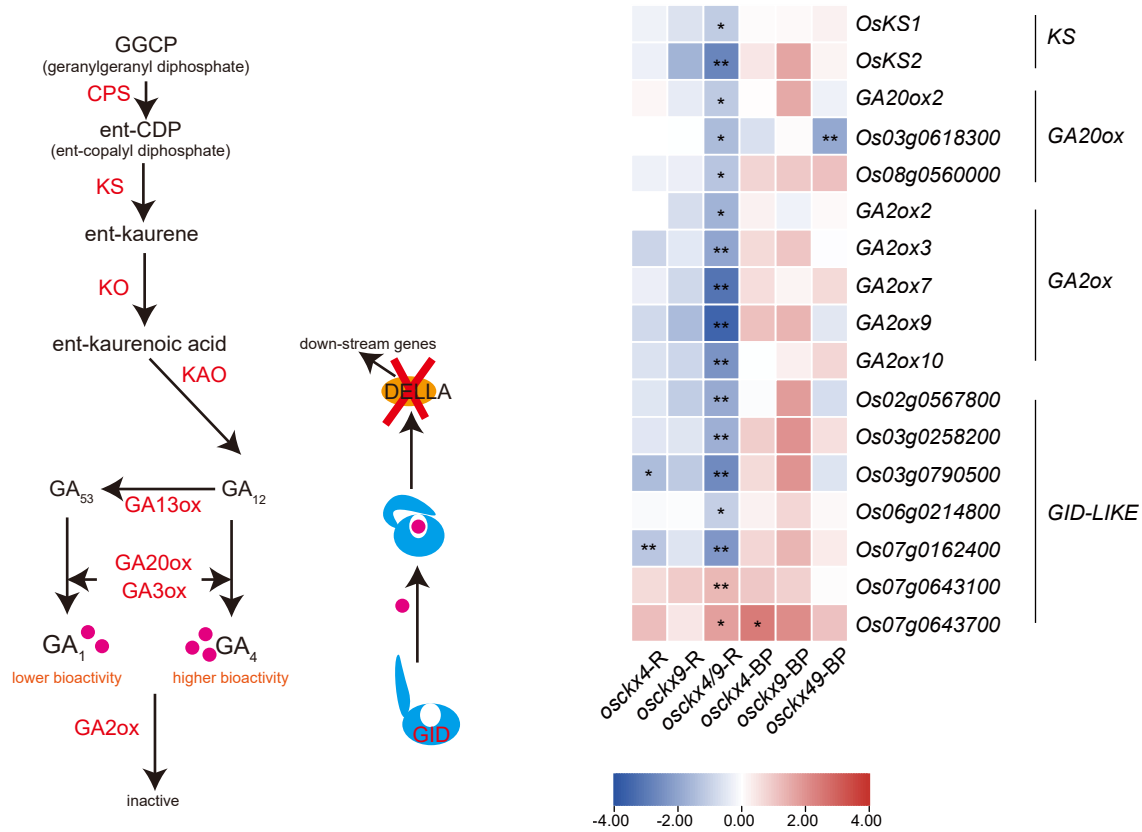 GGCP
(geranylgeranyl diphosphate)
CPS
ent-CDP
(ent-copalyl diphosphate)
KS
ent-kaurene
KO
ent-kaurenoic acid
KAO
GA53
GA12
GA13ox
GA20ox
GA3ox
GA1
GA4
lower bioactivity
higher bioactivity
GA2ox
inactive
down-stream genes
DELLA
GID
* OsKS1
** OsKS2
KS
* GA20ox2
* ** Os03g0618300
* Os08g0560000
GA20ox
* GA2ox2
** GA2ox3
** GA2ox7
** GA2ox9
** GA2ox10
GA2ox
** Os02g0567800
** Os03g0258200
* ** Os03g0790500
* Os06g0214800
** ** Os07g0162400
** Os07g0643100
* * Os07g0643700
GID-LIKE
osckx4-R
osckx9-R
osckx4/9-R
osckx4-BP
osckx9-BP
osckx49-BP
-4.00 -2.00 0.00 2.00 4.00